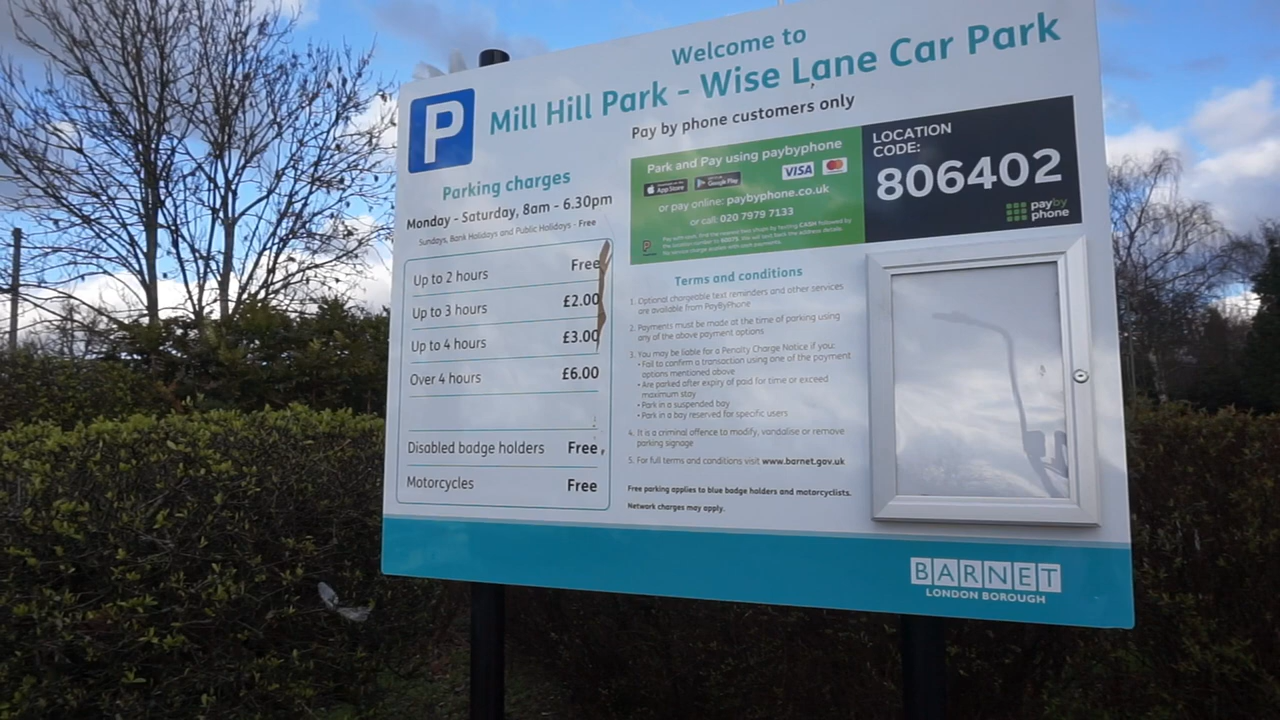 Welcome to
P Mill Hill Park - Wise Lane Car Park
Pay by phone customers only
Parking charges
Monday - Saturday, 8am - 6.30pm
Sundays, Bank Holidays and Public Holidays - Free
Up to 2 hours Free
Up to 3 hours £2.00
Up to 4 hours £3.00
Over 4 hours £6.00
Disabled badge holders Free
Motorcycles Free
Park and Pay using paybyphone
App Store Google Play VISA
or pay online: paybyphone.co.uk
or call: 020 7979 7133
LOCATION
CODE:
806402
pay by
phone
Terms and conditions
1. Optional chargeable text reminders and other services
are available from PayByPhone
2. Payments must be made at the time of parking using
any of the above payment options
3. You may be liable for a Penalty Charge Notice if you:
• Fail to confirm a transaction using one of the payment
options mentioned above
• Are parked after expiry of paid for time or exceed
maximum stay
• Park in a suspended bay
• Park in a bay reserved for specific users
4. It is a criminal offence to modify, vandalise or remove
parking signage
5. For full terms and conditions visit www.barnet.gov.uk
Free parking applies to blue badge holders and motorcyclists.
Network charges may apply.
BARNET
LONDON BOROUGH